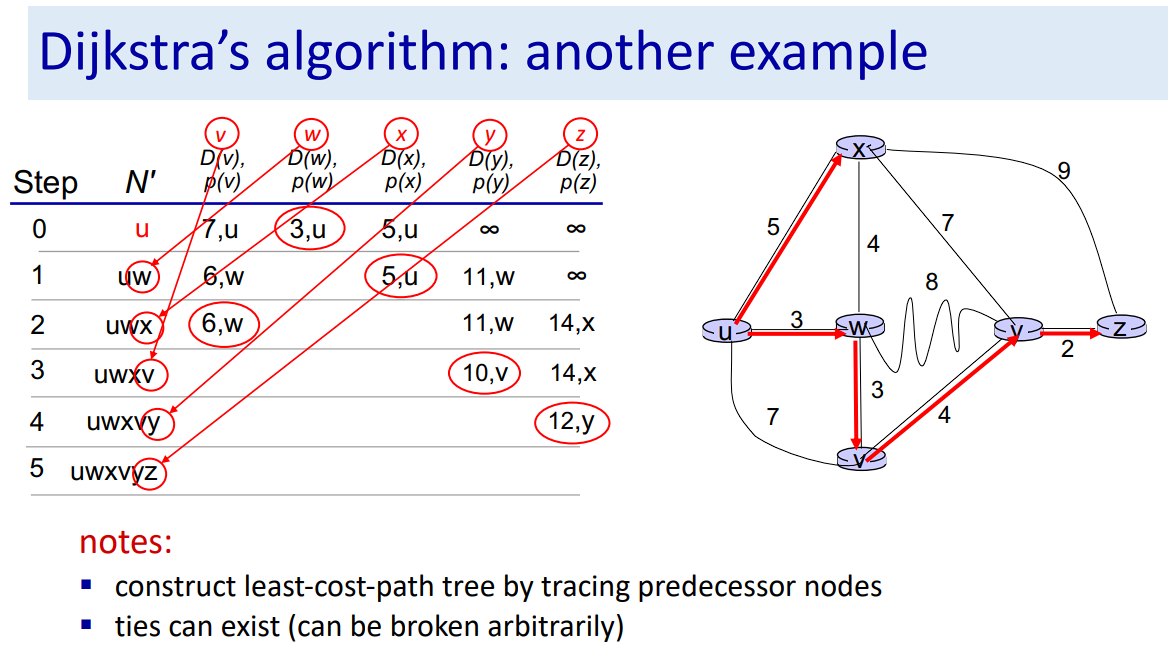 Dijkstra's algorithm: another example
v w x y z
Step N' D(v), p(v) D(w), p(w) D(x), p(x) D(y), p(y) D(z), p(z)
0 u 7,u 3,u 5,u ∞ ∞
1 uw 6,w 5,u 11,w ∞
2 uwx 6,w 11,w 14,x
3 uwxv 10,v 14,x
4 uwxvy 12,y
5 uwxvyz
x
9
5
7
4
8
u
3
w
y
z
2
3
7
4
v
notes:
▪ construct least-cost-path tree by tracing predecessor nodes
▪ ties can exist (can be broken arbitrarily)